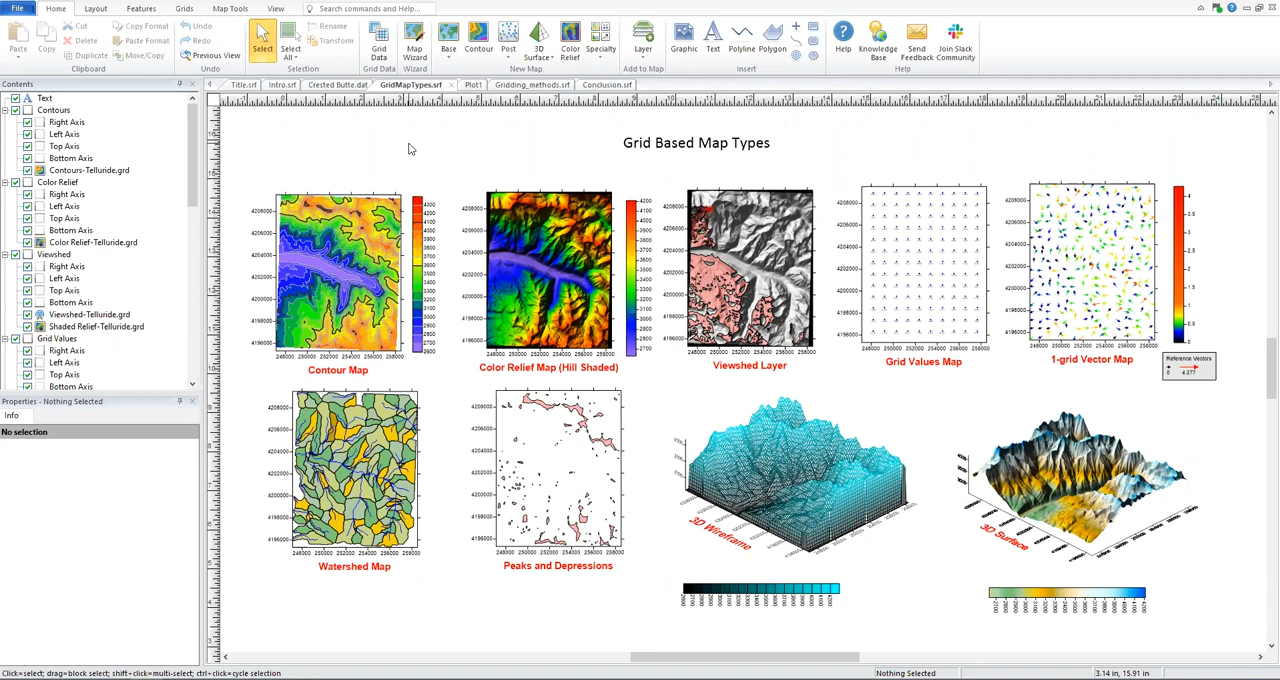 File Home Layout Features Grids Map Tools View Search commands and Help...
Paste Copy Cut Delete Duplicate Copy Format Paste Format Move/Copy Clipboard
Undo Redo Previous View Undo
Select Select All Rename Transform Selection
Grid Data Grid Data
Map Wizard Wizard
Base Contour Post 3D Surface Color Relief Specialty New Map
Layer Add to Map
Graphic Text Polyline Polygon Insert
Help Knowledge Base Send Feedback Join Slack Community Help
Contents
Title.srf Intro.srf Crested Butte.dat GridMapTypes.srf Plot1 Gridding_methods.srf Conclusion.srf
Text
Contours
Right Axis
Left Axis
Top Axis
Bottom Axis
Contours-Telluride.grd
Color Relief
Right Axis
Left Axis
Top Axis
Bottom Axis
Color Relief-Telluride.grd
Viewshed
Right Axis
Left Axis
Top Axis
Bottom Axis
Viewshed-Telluride.grd
Shaded Relief-Telluride.grd
Grid Values
Right Axis
Left Axis
Top Axis
Bottom Axis
Properties - Nothing Selected
Info
No selection
Grid Based Map Types
Contour Map
Color Relief Map (Hill Shaded)
Viewshed Layer
Grid Values Map
1-grid Vector Map
Reference Vectors
0 4.277
Watershed Map
Peaks and Depressions
3D Wireframe
3D Surface
Click=select; drag=block select; shift+click=multi-select; ctrl+click=cycle selection
Nothing Selected
3.14 in, 15.91 in